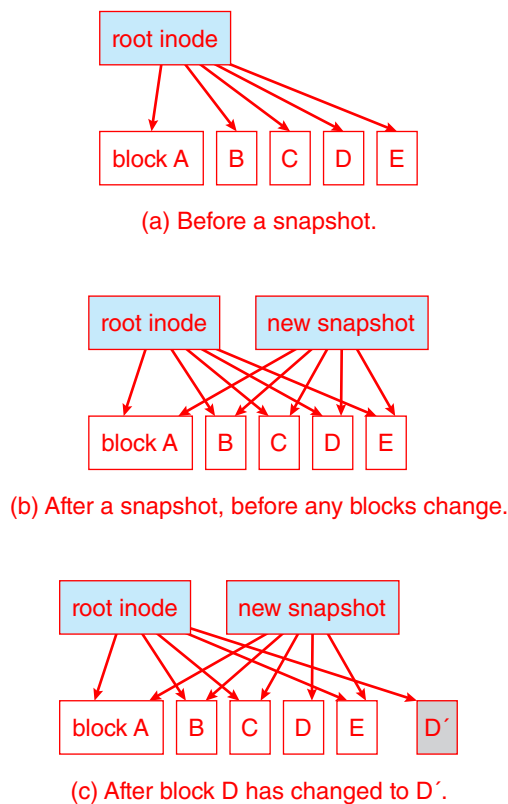 root inode
block A B C D E
(a) Before a snapshot.
root inode new snapshot
block A B C D E
(b) After a snapshot, before any blocks change.
root inode new snapshot
block A B C D E D´
(c) After block D has changed to D´.